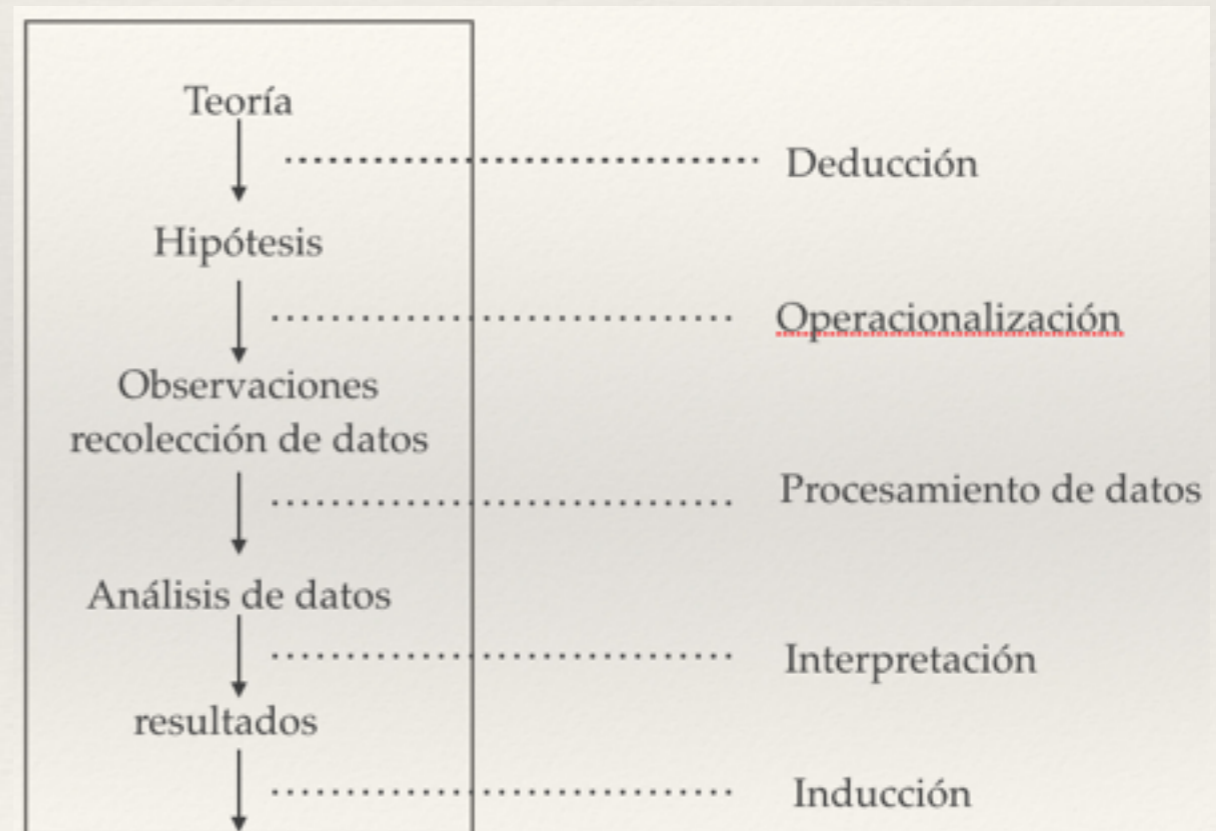 Teoría
Deducción
Hipótesis
Operacionalización
Observaciones
recolección de datos
Procesamiento de datos
Análisis de datos
Interpretación
resultados
Inducción